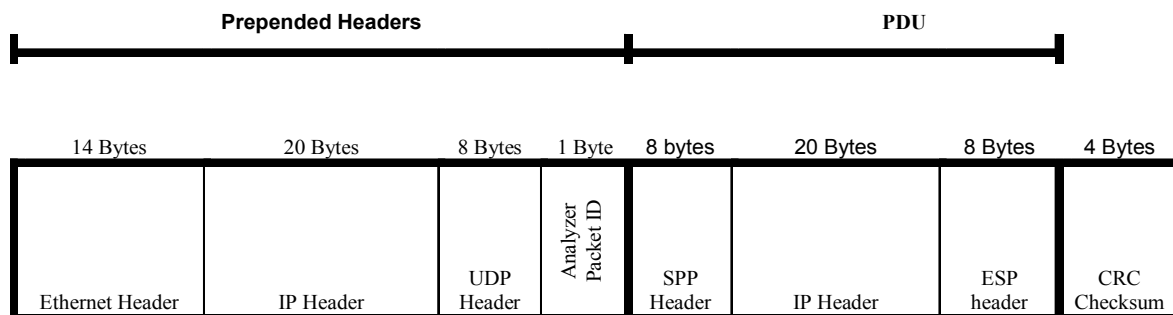 Prepended Headers PDU
14 Bytes 20 Bytes 8 Bytes 1 Byte 8 bytes 20 Bytes 8 Bytes 4 Bytes
Ethernet Header
IP Header
UDP
Header
Analyzer
Packet ID
SPP
Header
IP Header
ESP
header
CRC
Checksum